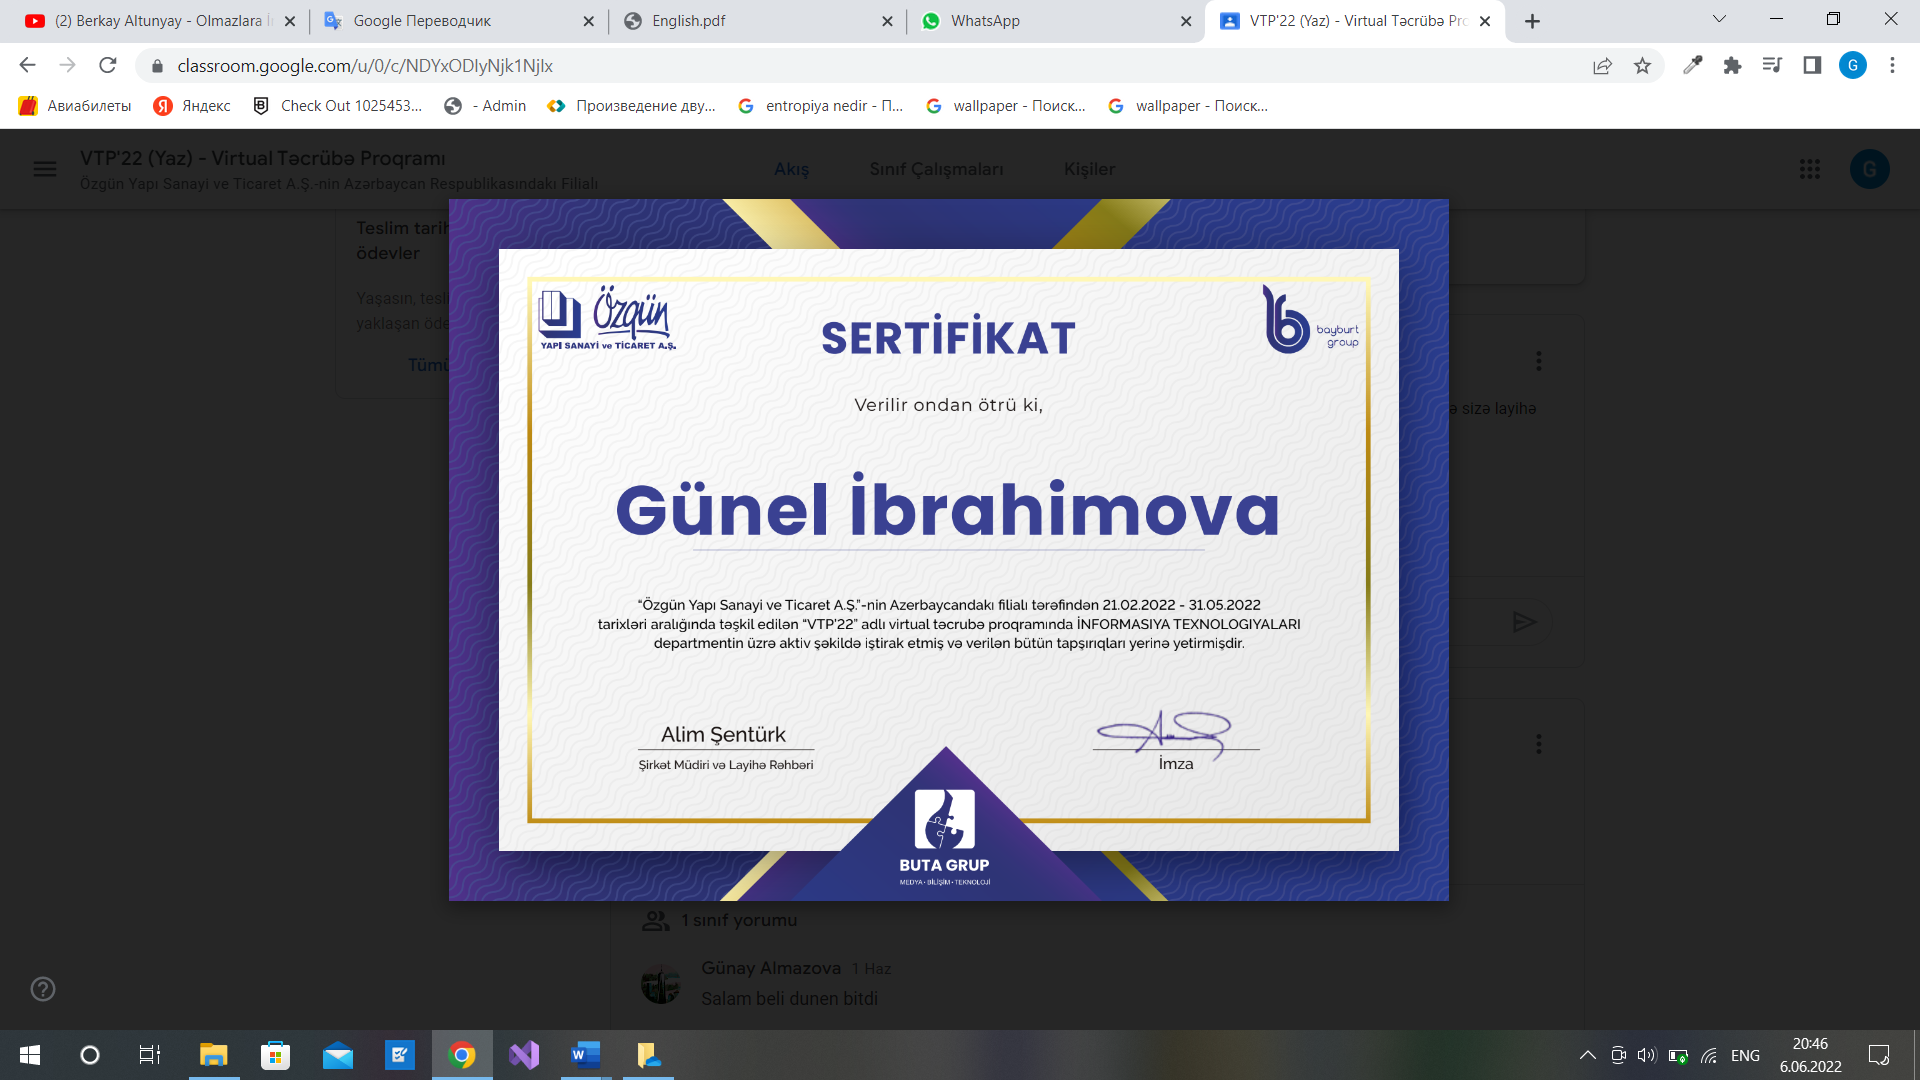 (2) Berkay Altunyay - Olmazlara
Google Переводчик
English.pdf
WhatsApp
VTP'22 (Yaz) - Virtual Təcrübə Pro
classroom.google.com/u/0/c/NDYxODIyNjk1NjIx
G
Авиабилеты
Яндекс
Check Out 1025453...
- Admin
Произведение дву...
entropiya nedir - П...
wallpaper - Поиск...
wallpaper - Поиск...
VTP'22 (Yaz) - Virtual Təcrübə Proqramı
Özgün Yapı Sanayi ve Ticaret A.Ş.-nin Azərbaycan Respublikasındakı Filialı
Akış
Sınıf Çalışmaları
Kişiler
G
Teslim tarih
ödevler
Yaşasın, tesl
yaklaşan öde
Tümü
ə sizə layihə
Özgün
YAPI SANAYİ ve TİCARET A.Ş.
SERTİFİKAT
bayburt
group
Verilir ondan ötrü ki,
Günel İbrahimova
“Özgün Yapı Sanayi ve Ticaret A.Ş.”-nin Azerbaycandakı filialı tərəfindən 21.02.2022 - 31.05.2022
tarixləri aralığında təşkil edilən “VTP’22” adlı virtual təcrubə proqramında İNFORMASIYA TEXNOLOGIYALARI
departmentin üzrə aktiv şəkildə iştirak etmiş və verilən bütün tapşırıqları yerinə yetirmişdir.
Alim Şentürk
Şirkət Müdiri və Layihə Rəhbəri
İmza
BUTA GRUP
MEDYA - BİLİŞİM - TEKNOLOJİ
1 sınıf yorumu
Günay Almazova 1 Haz
Salam beli dunen bitdi
ENG
20:46
6.06.2022